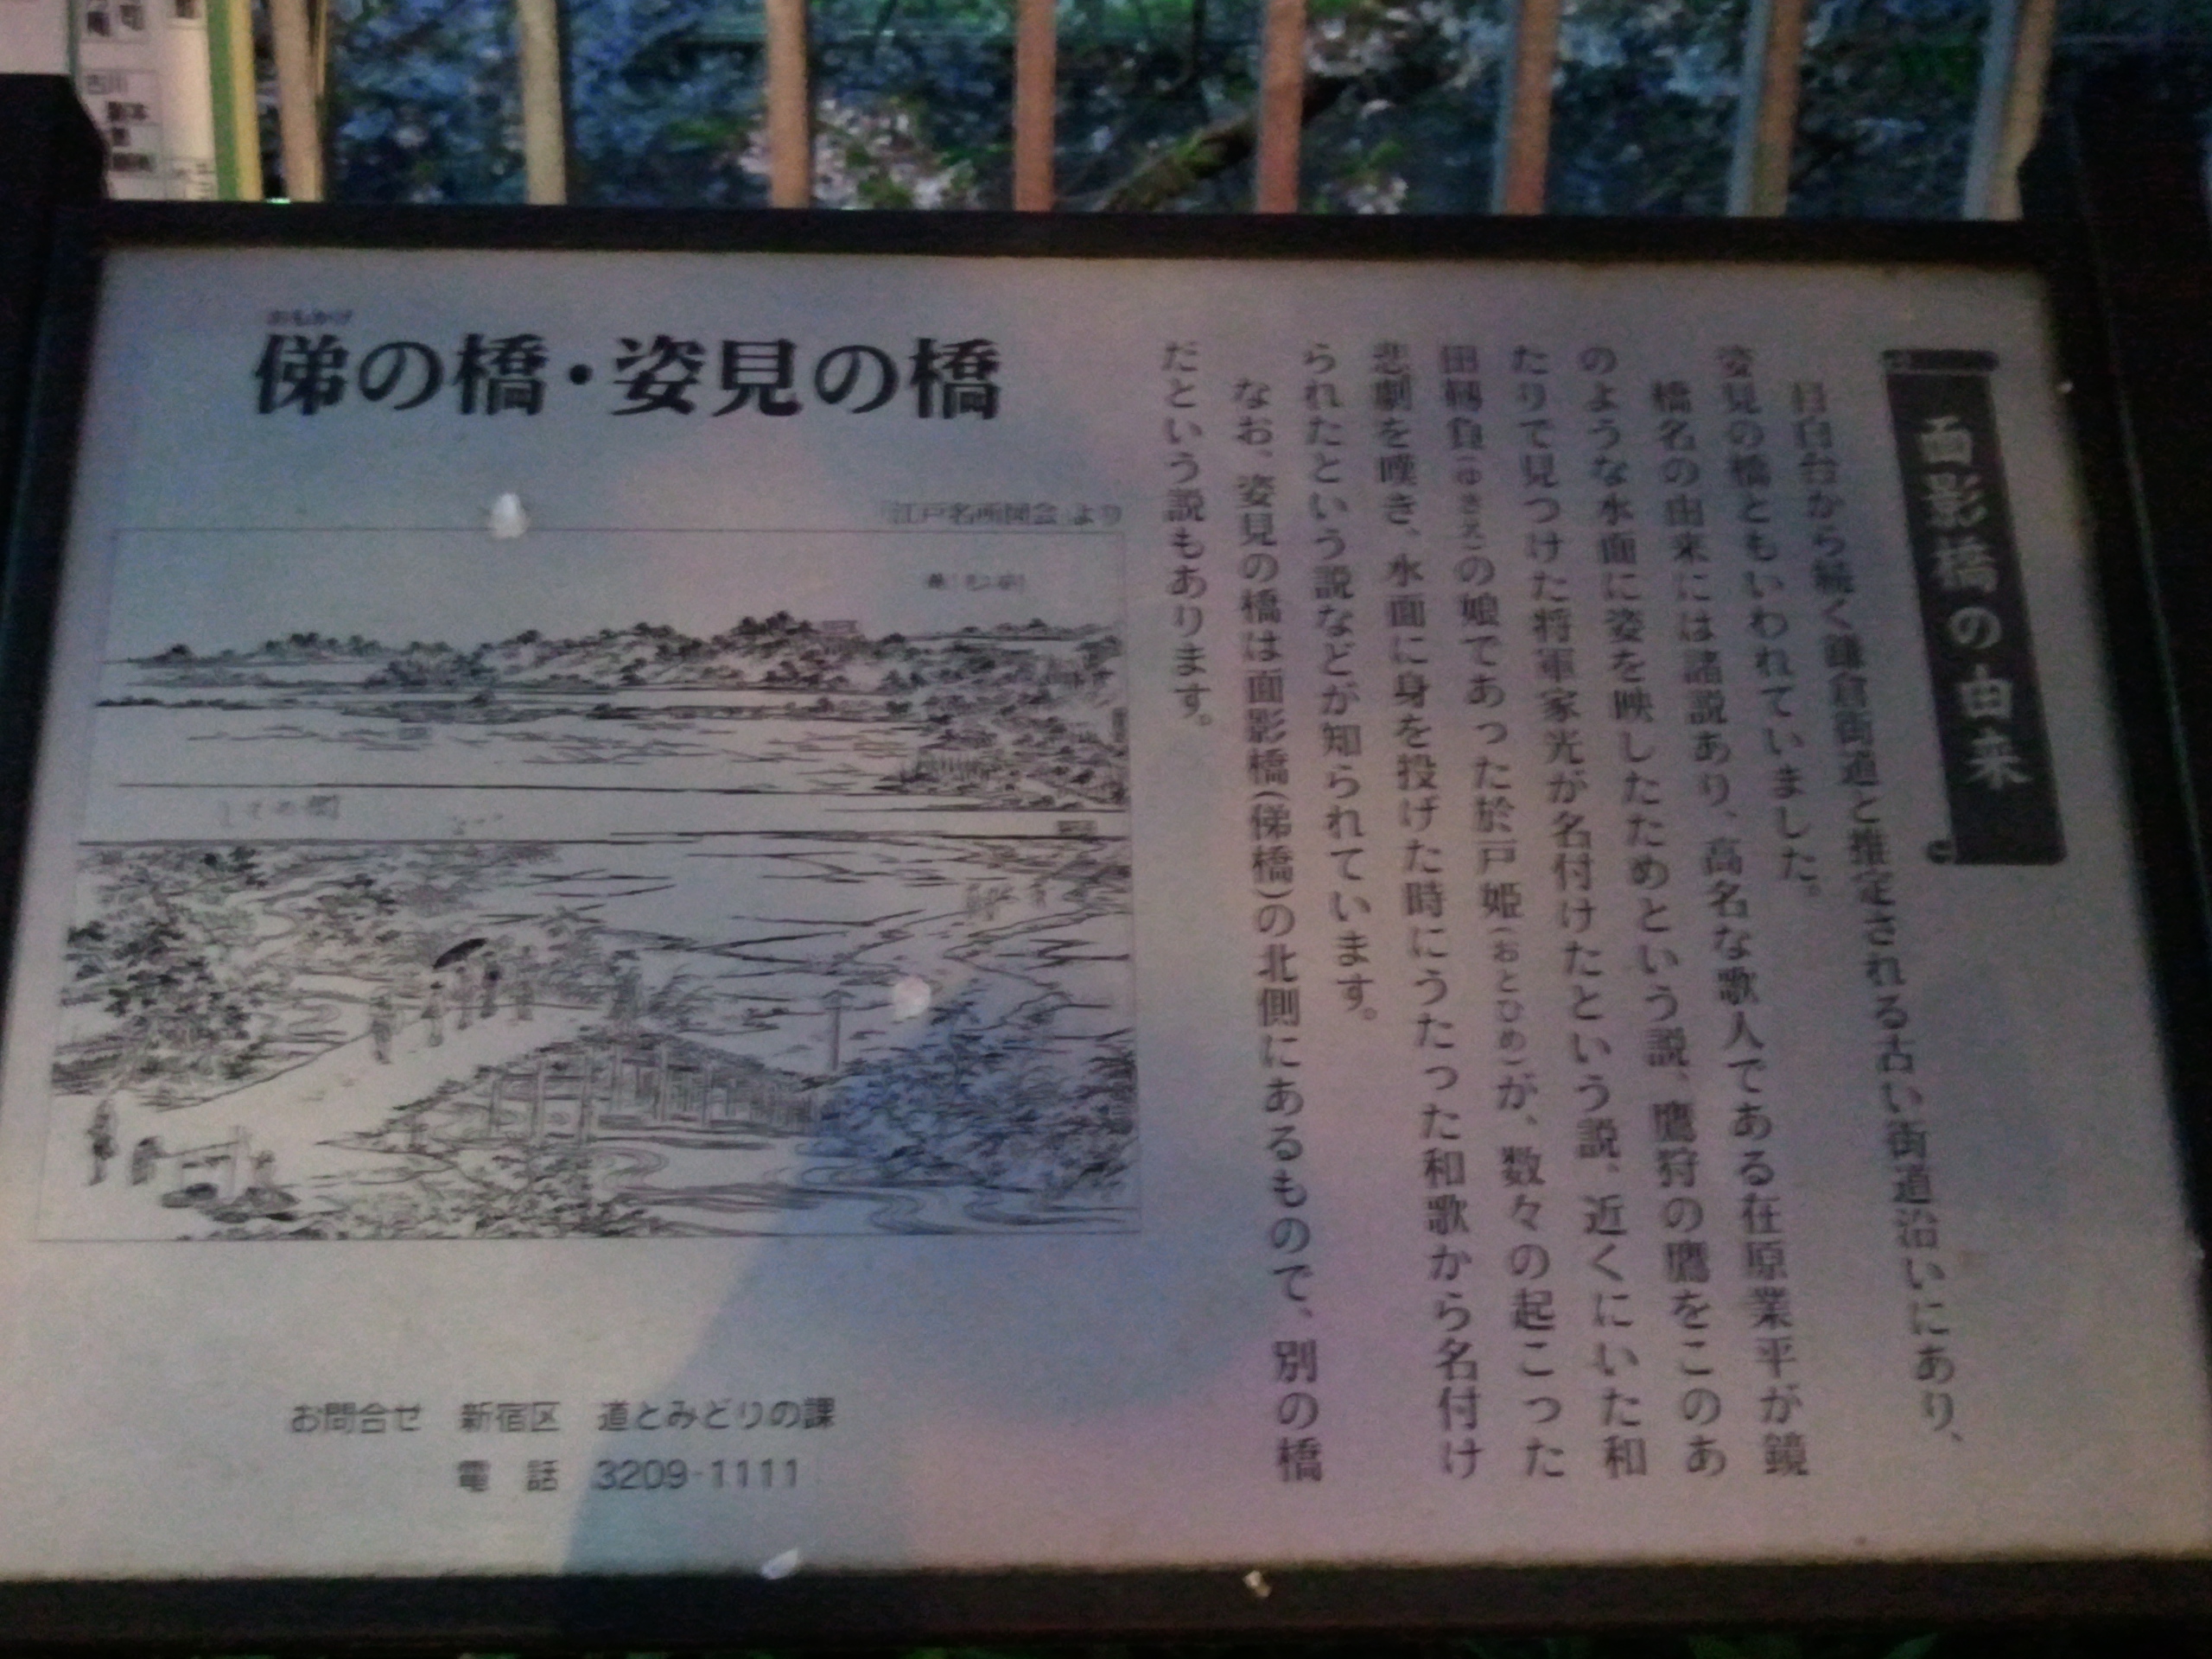 面影橋の由来
目白台から続く鎌倉街道と推定される古い街道沿いにあり、
姿見の橋ともいわれていました。
橋名の由来には諸説あり、高名な歌人である在原業平が鏡
のような水面に姿を映したためという説、鷹狩の鷹をこのあ
たりで見つけた将軍家光が名付けたという説、近くにいた和
田靱負(ゆきえ)の娘であった於戸姫(おとひめ)が、数々の起こった
悲劇を嘆き、水面に身を投げた時にうたった和歌から名付け
られたという説などが知られています。
なお、姿見の橋は面影橋(俤橋)の北側にあるもので、別の橋
だという説もあります。
おもかげ
俤の橋・姿見の橋
「江戸名所図会」より
お問合せ 新宿区 道とみどりの課
電話 3209-1111